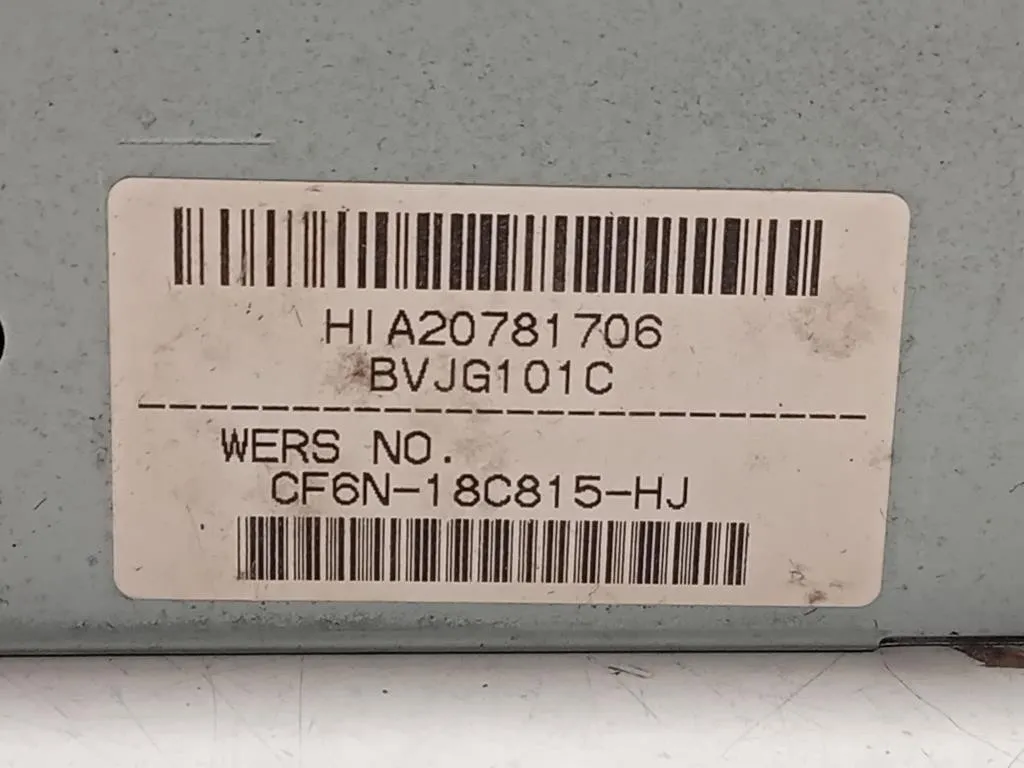 HIA20781706
BVJG101C
WERS NO.
CF6N-18C815-HJ